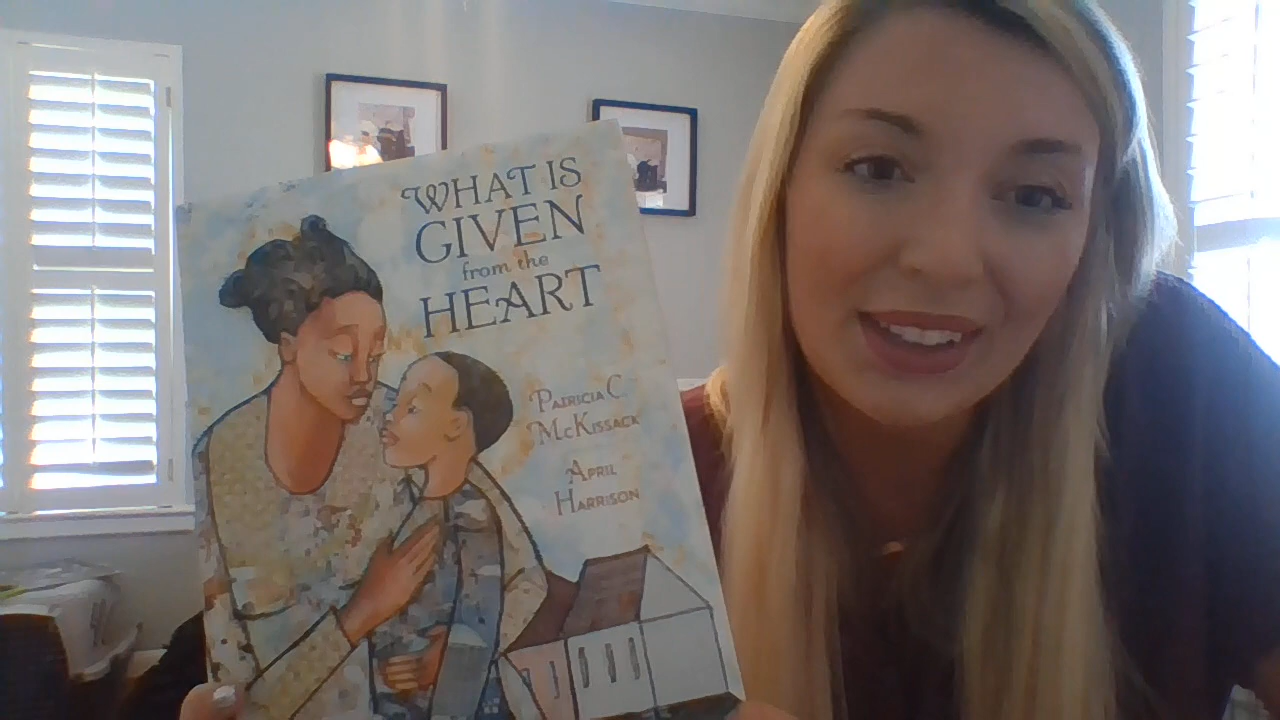 WHAT IS
GIVEN
from the
HEART
PATRICIA C.
McKISSACK
APRIL
HARRISON